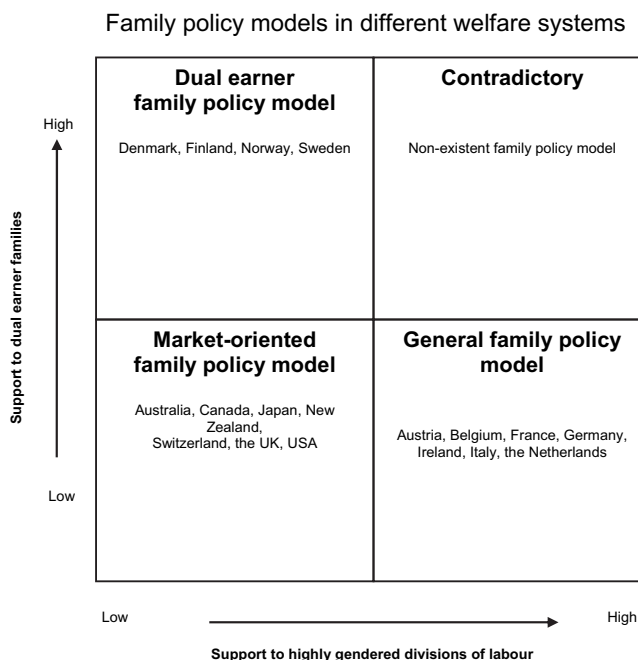 Family policy models in different welfare systems
Dual earner
family policy model
Denmark, Finland, Norway, Sweden
Contradictory
Non-existent family policy model
High
Support to dual earner families
Low
Market-oriented
family policy model
Australia, Canada, Japan, New
Zealand,
Switzerland, the UK, USA
General family policy
model
Austria, Belgium, France, Germany,
Ireland, Italy, the Netherlands
Low
High
Support to highly gendered divisions of labour